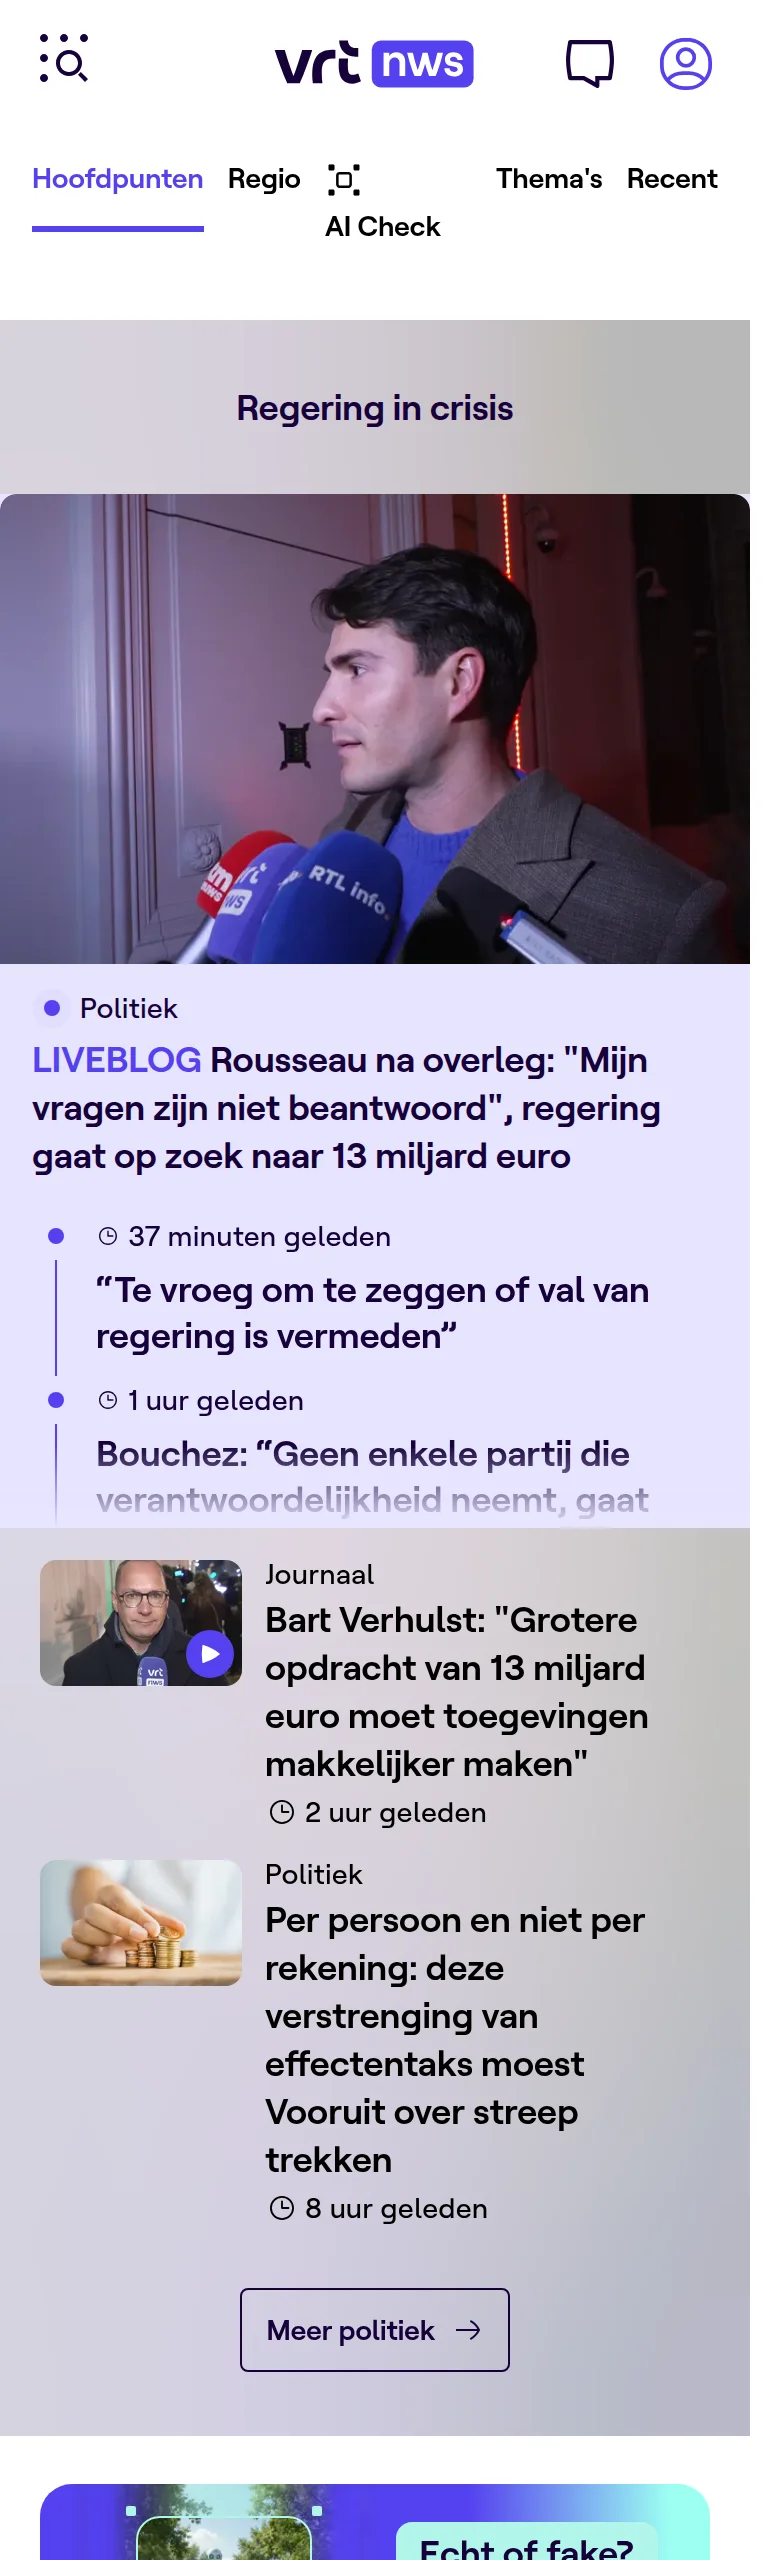 vrt nws
Hoofdpunten Regio AI Check Thema's Recent
Regering in crisis
vrt
nws
RTL info.
Politiek
LIVEBLOG Rousseau na overleg: "Mijn
vragen zijn niet beantwoord", regering
gaat op zoek naar 13 miljard euro
37 minuten geleden
“Te vroeg om te zeggen of val van
regering is vermeden”
1 uur geleden
Bouchez: “Geen enkele partij die
verantwoordelijkheid neemt, gaat
vrt
nws
Journaal
Bart Verhulst: "Grotere
opdracht van 13 miljard
euro moet toegevingen
makkelijker maken"
2 uur geleden
Politiek
Per persoon en niet per
rekening: deze
verstrenging van
effectentaks moest
Vooruit over streep
trekken
8 uur geleden
Meer politiek
Echt of fake?